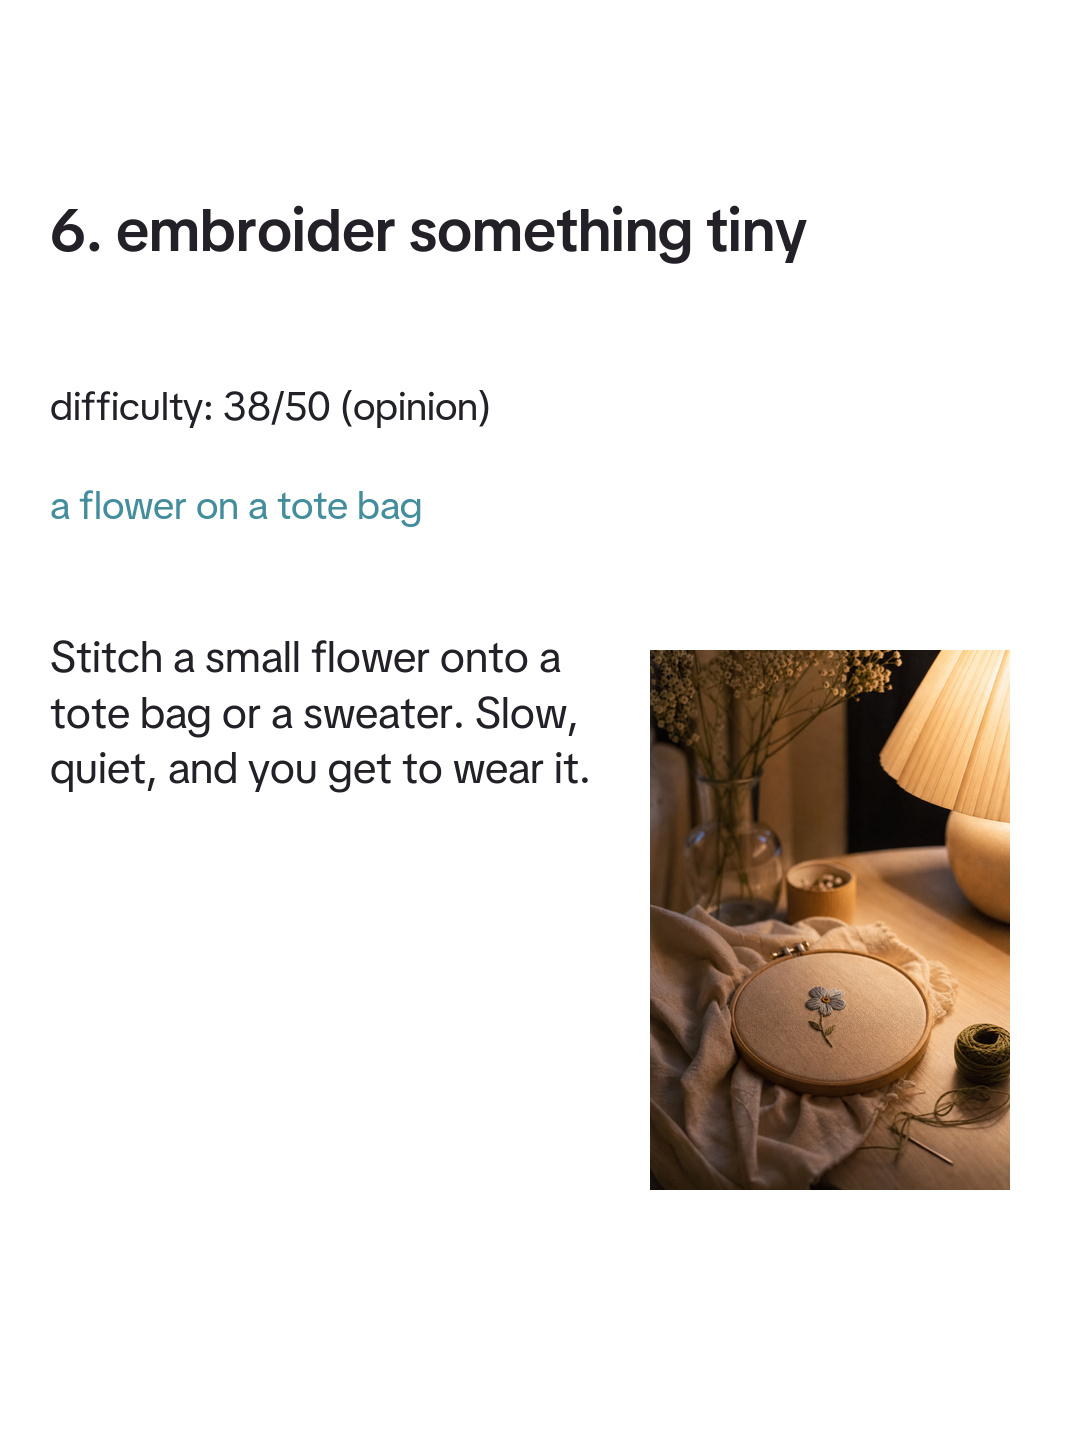 6. embroider something tiny
difficulty: 38/50 (opinion)
a flower on a tote bag
Stitch a small flower onto a
tote bag or a sweater. Slow,
quiet, and you get to wear it.